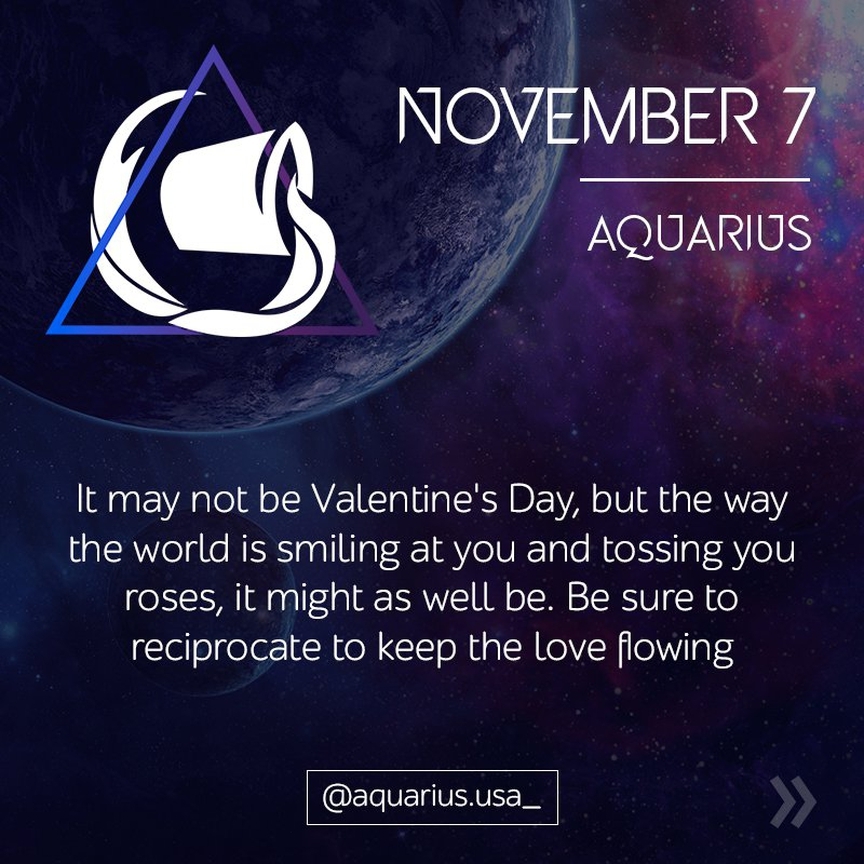 NOVEMBER 7
AQUARIUS
It may not be Valentine's Day, but the way
the world is smiling at you and tossing you
roses, it might as well be. Be sure to
reciprocate to keep the love flowing
@aquarius.usa_